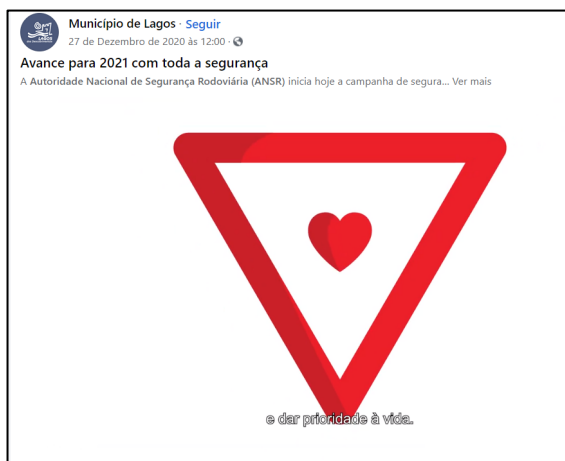 Município de Lagos · Seguir
27 de Dezembro de 2020 às 12:00 ·
Avance para 2021 com toda a segurança
A Autoridade Nacional de Segurança Rodoviária (ANSR) inicia hoje a campanha de segura... Ver mais
LAGOS
e dar prioridade à vida.